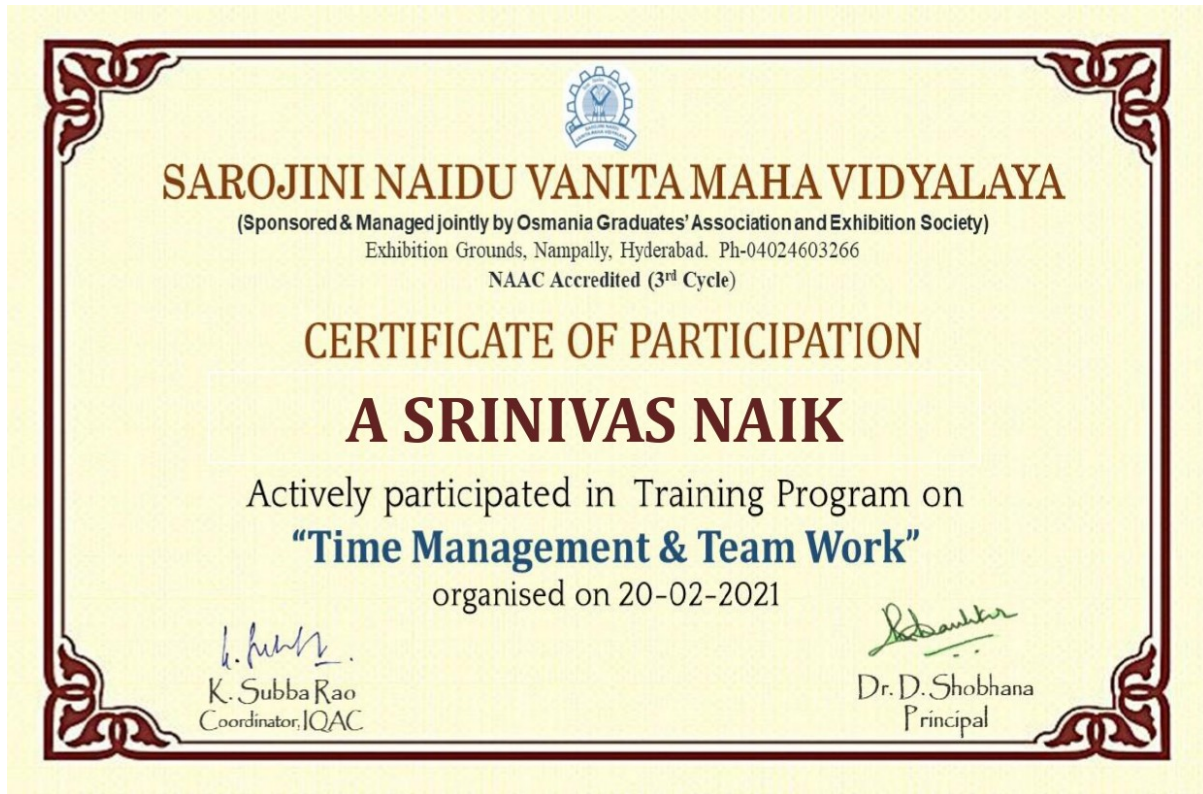 SAROJINI NAIDU VANITA MAHA VIDYALAYA
(Sponsored & Managed jointly by Osmania Graduates' Association and Exhibition Society)
Exhibition Grounds, Nampally, Hyderabad. Ph-04024603266
NAAC Accredited (3rd Cycle)
CERTIFICATE OF PARTICIPATION
A SRINIVAS NAIK
Actively participated in Training Program on
“Time Management & Team Work”
organised on 20-02-2021
K. Subba Rao
Coordinator, IQAC
Dr. D. Shobhana
Principal